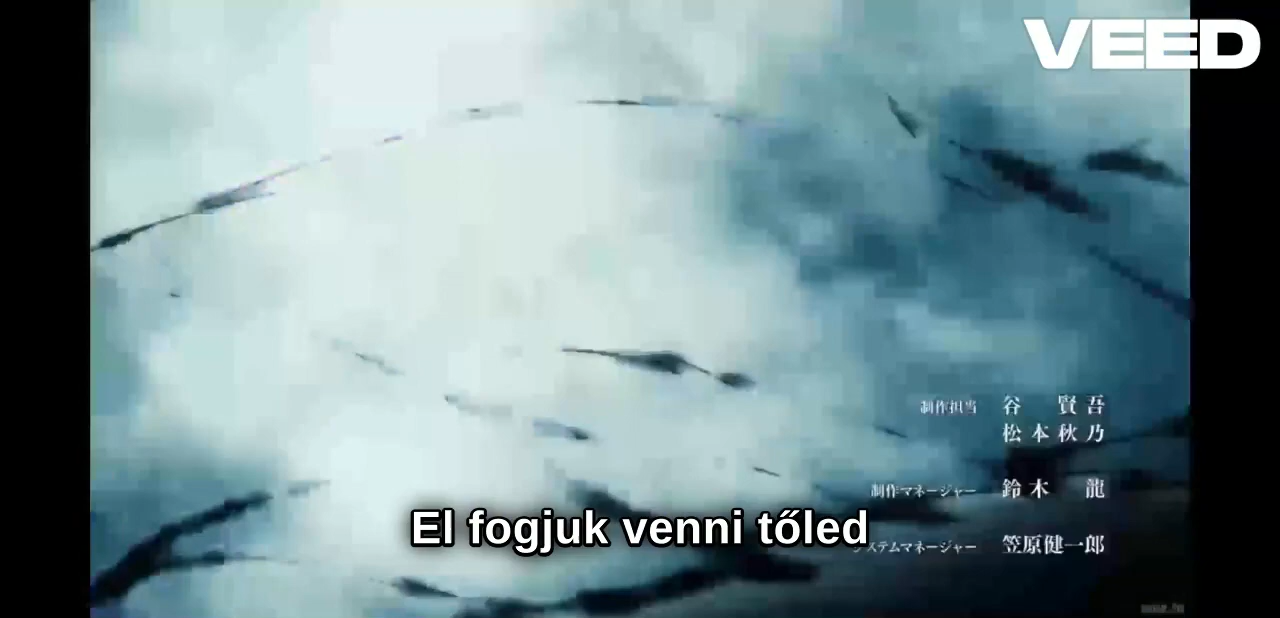 VEED
制作担当 谷 賢吾
松本秋乃
制作マネージャー 鈴木 龍
システムマネージャー 笠原健一郎
El fogjuk venni tőled